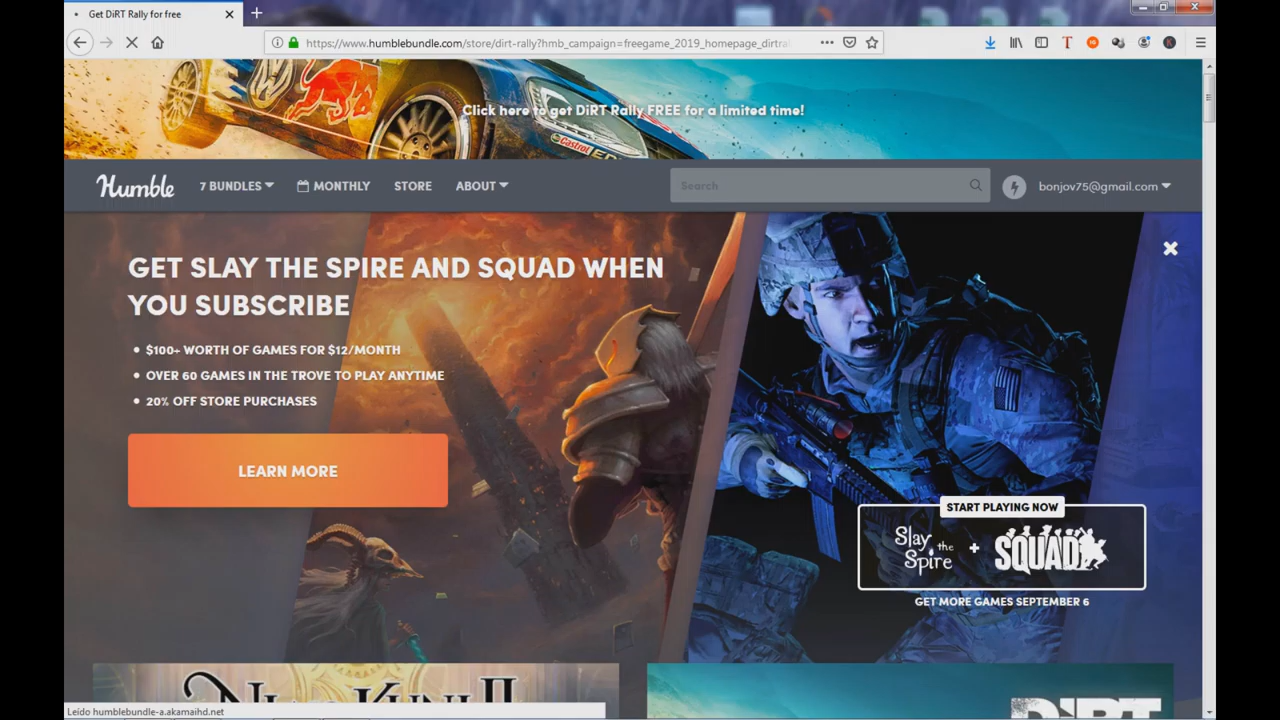 Get DiRT Rally for free
https://www.humblebundle.com/store/dirt-rally?hmb_campaign=freegame_2019_homepage_dirtra
Click here to get DiRT Rally FREE for a limited time!
Humble
7 BUNDLES
MONTHLY
STORE
ABOUT
Search
bonjov75@gmail.com
GET SLAY THE SPIRE AND SQUAD WHEN
YOU SUBSCRIBE
• $100+ WORTH OF GAMES FOR $12/MONTH
• OVER 60 GAMES IN THE TROVE TO PLAY ANYTIME
• 20% OFF STORE PURCHASES
LEARN MORE
START PLAYING NOW
Slay the Spire + SQUAD
GET MORE GAMES SEPTEMBER 6
DiRT
Leído humblebundle-a.akamaihd.net